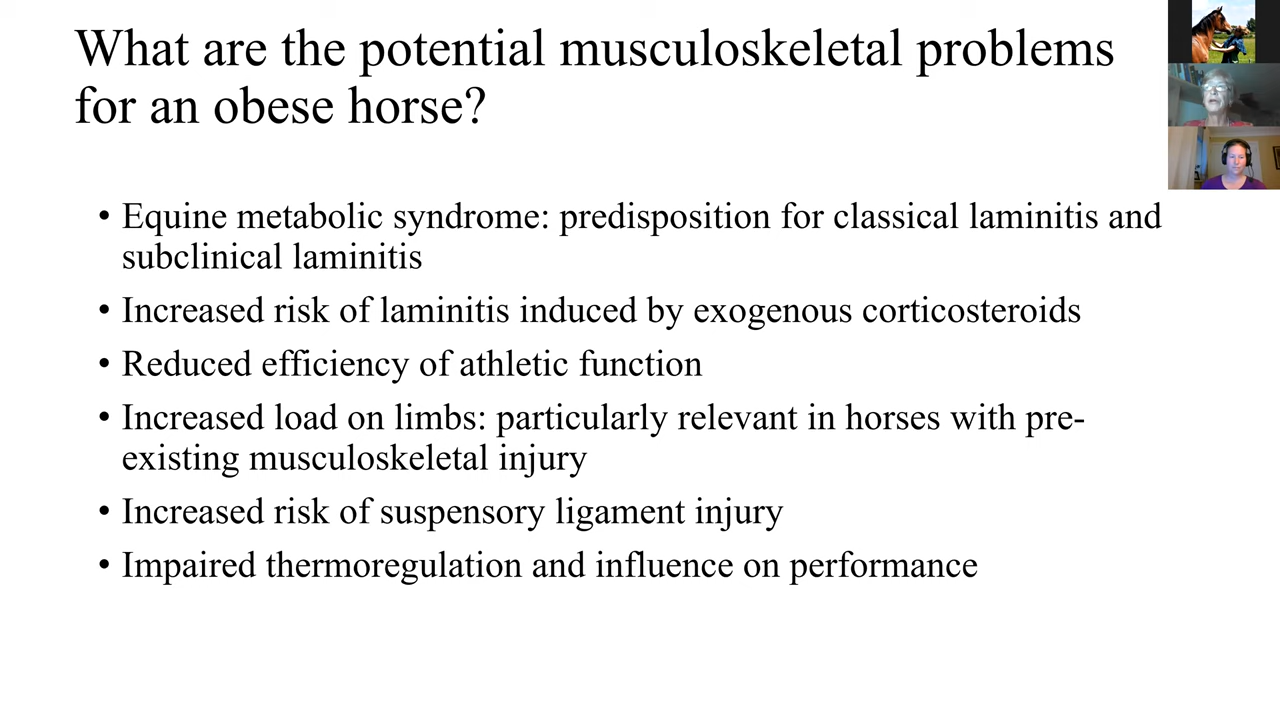 What are the potential musculoskeletal problems
for an obese horse?
• Equine metabolic syndrome: predisposition for classical laminitis and
subclinical laminitis
• Increased risk of laminitis induced by exogenous corticosteroids
• Reduced efficiency of athletic function
• Increased load on limbs: particularly relevant in horses with pre-
existing musculoskeletal injury
• Increased risk of suspensory ligament injury
• Impaired thermoregulation and influence on performance